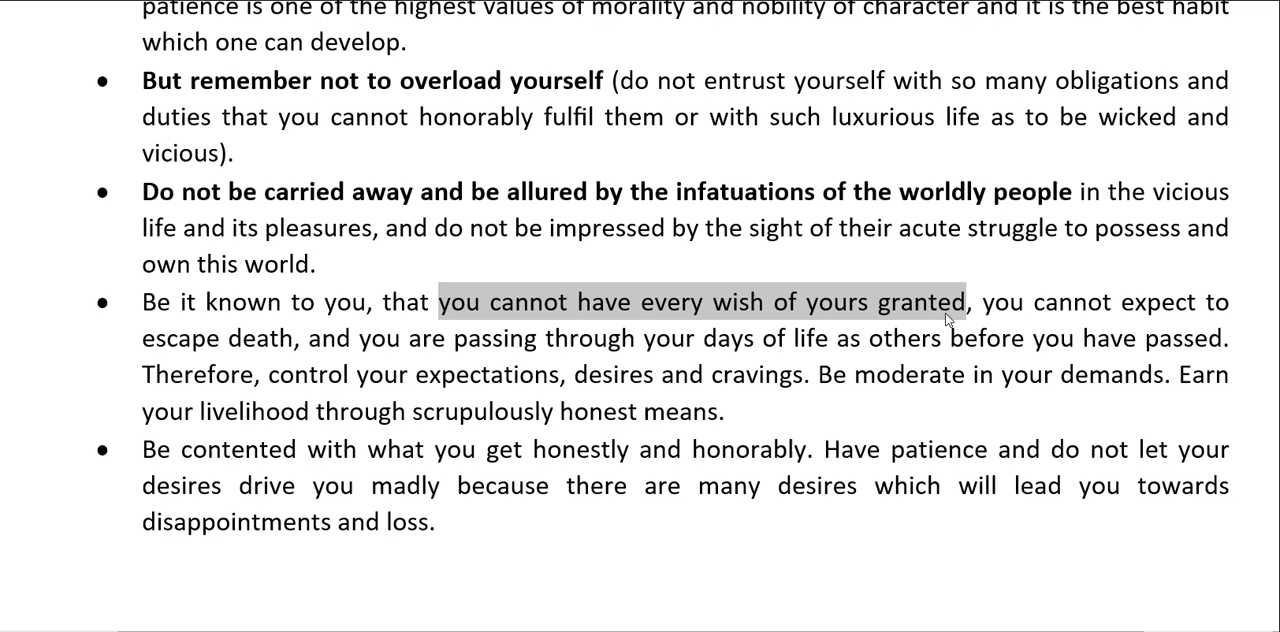 patience is one of the highest values of morality and nobility of character and it is the best habit
which one can develop.
• But remember not to overload yourself (do not entrust yourself with so many obligations and
duties that you cannot honorably fulfil them or with such luxurious life as to be wicked and
vicious).
• Do not be carried away and be allured by the infatuations of the worldly people in the vicious
life and its pleasures, and do not be impressed by the sight of their acute struggle to possess and
own this world.
• Be it known to you, that you cannot have every wish of yours granted, you cannot expect to
escape death, and you are passing through your days of life as others before you have passed.
Therefore, control your expectations, desires and cravings. Be moderate in your demands. Earn
your livelihood through scrupulously honest means.
• Be contented with what you get honestly and honorably. Have patience and do not let your
desires drive you madly because there are many desires which will lead you towards
disappointments and loss.